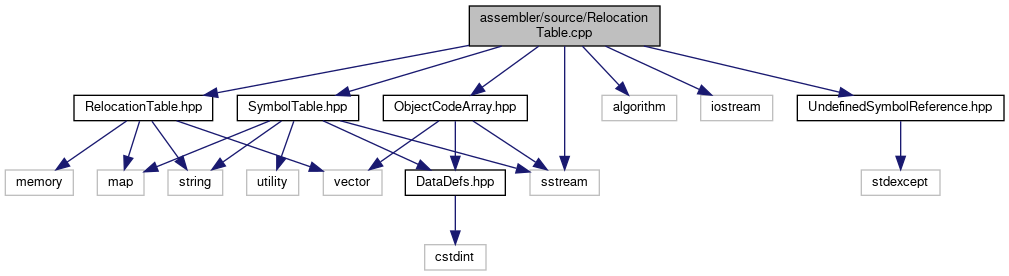 assembler/source/Relocation
Table.cpp
RelocationTable.hpp
SymbolTable.hpp
ObjectCodeArray.hpp
algorithm
iostream
UndefinedSymbolReference.hpp
memory
map
string
utility
vector
DataDefs.hpp
sstream
stdexcept
cstdint